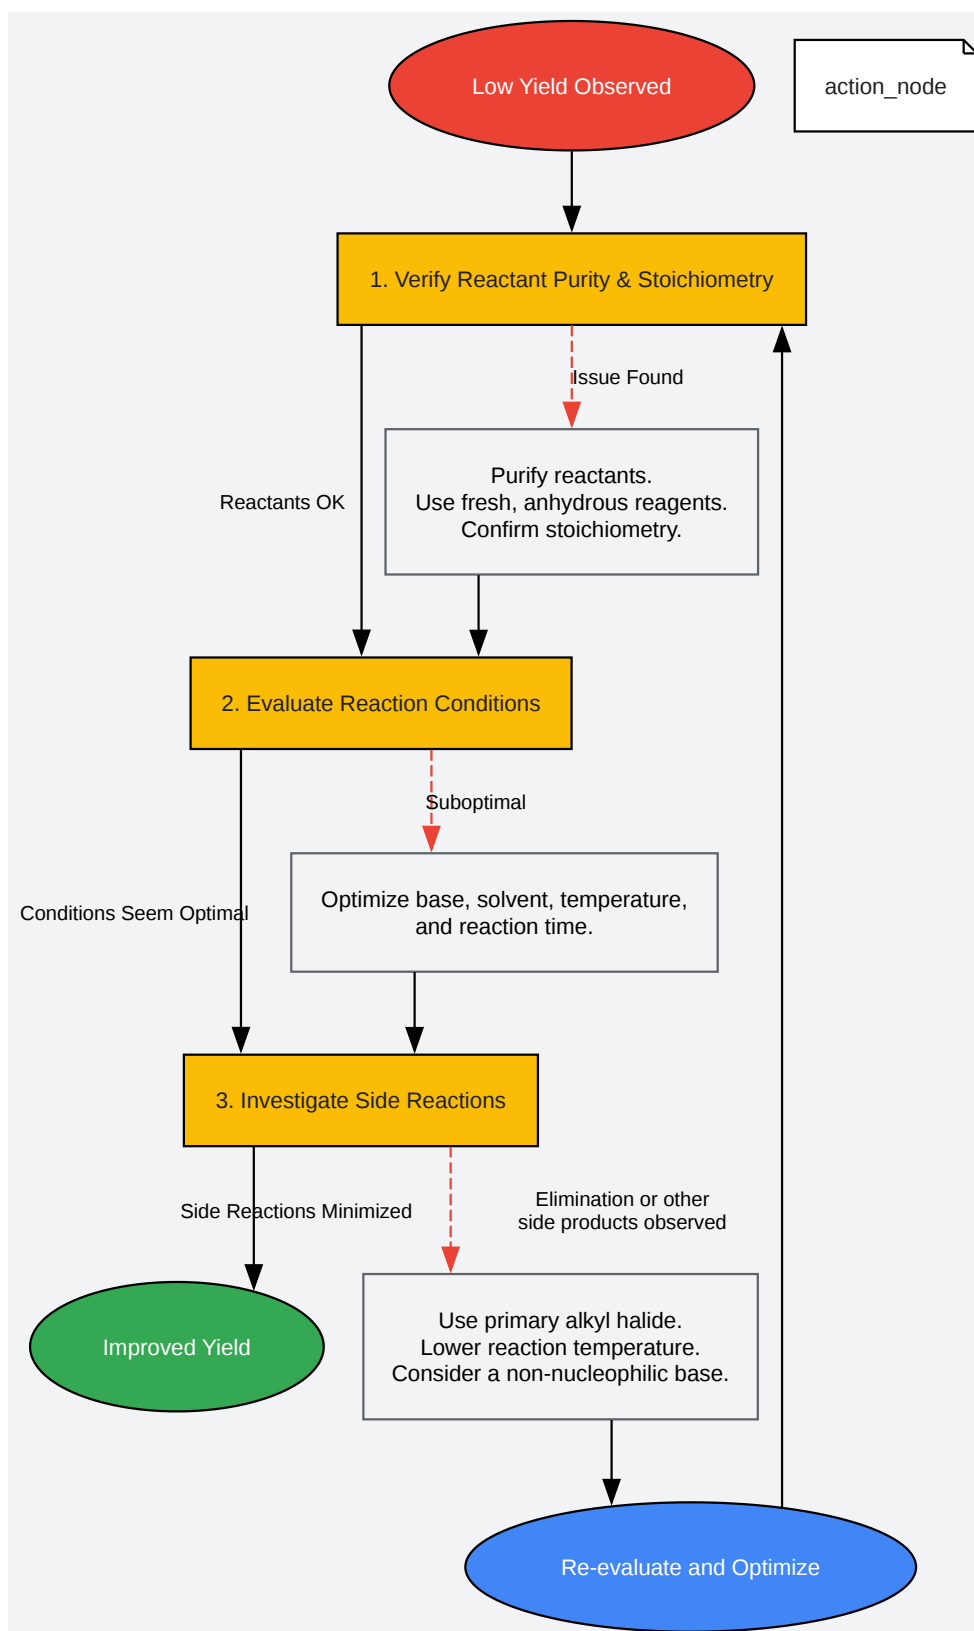 Low Yield Observed
action_node
1. Verify Reactant Purity & Stoichiometry
Issue Found
Reactants OK
Purify reactants.
Use fresh, anhydrous reagents.
Confirm stoichiometry.
2. Evaluate Reaction Conditions
Suboptimal
Conditions Seem Optimal
Optimize base, solvent, temperature,
and reaction time.
3. Investigate Side Reactions
Side Reactions Minimized
Elimination or other
side products observed
Improved Yield
Use primary alkyl halide.
Lower reaction temperature.
Consider a non-nucleophilic base.
Re-evaluate and Optimize